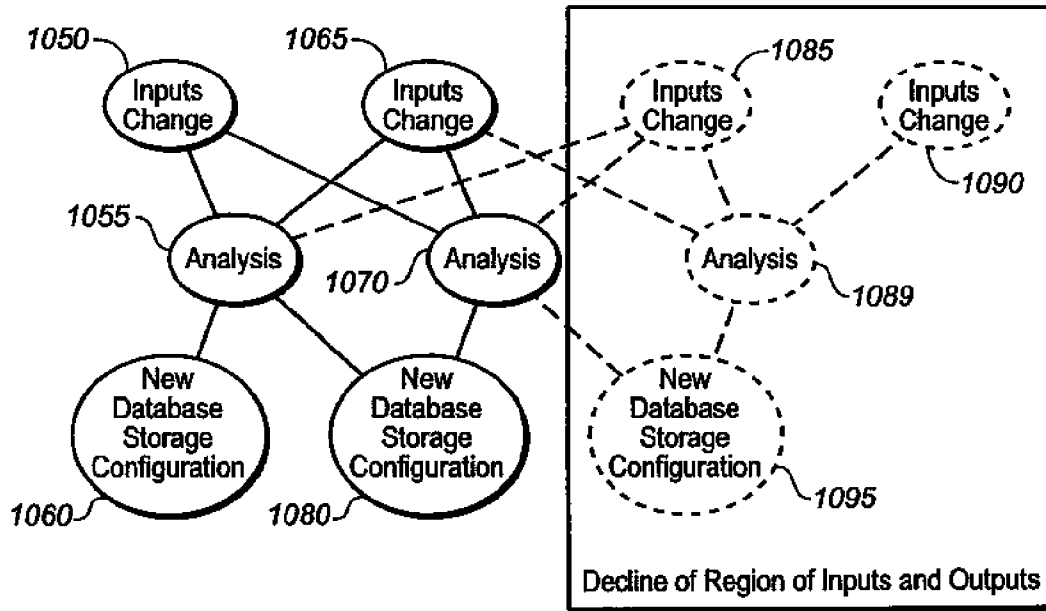 1050
1065
1085
Inputs
Change
Inputs
Change
Inputs
Change
Inputs
Change
1090
1055
Analysis
1070
Analysis
Analysis
1089
New
Database
Storage
Configuration
New
Database
Storage
Configuration
New
Database
Storage
Configuration
1060
1080
1095
Decline of Region of Inputs and Outputs